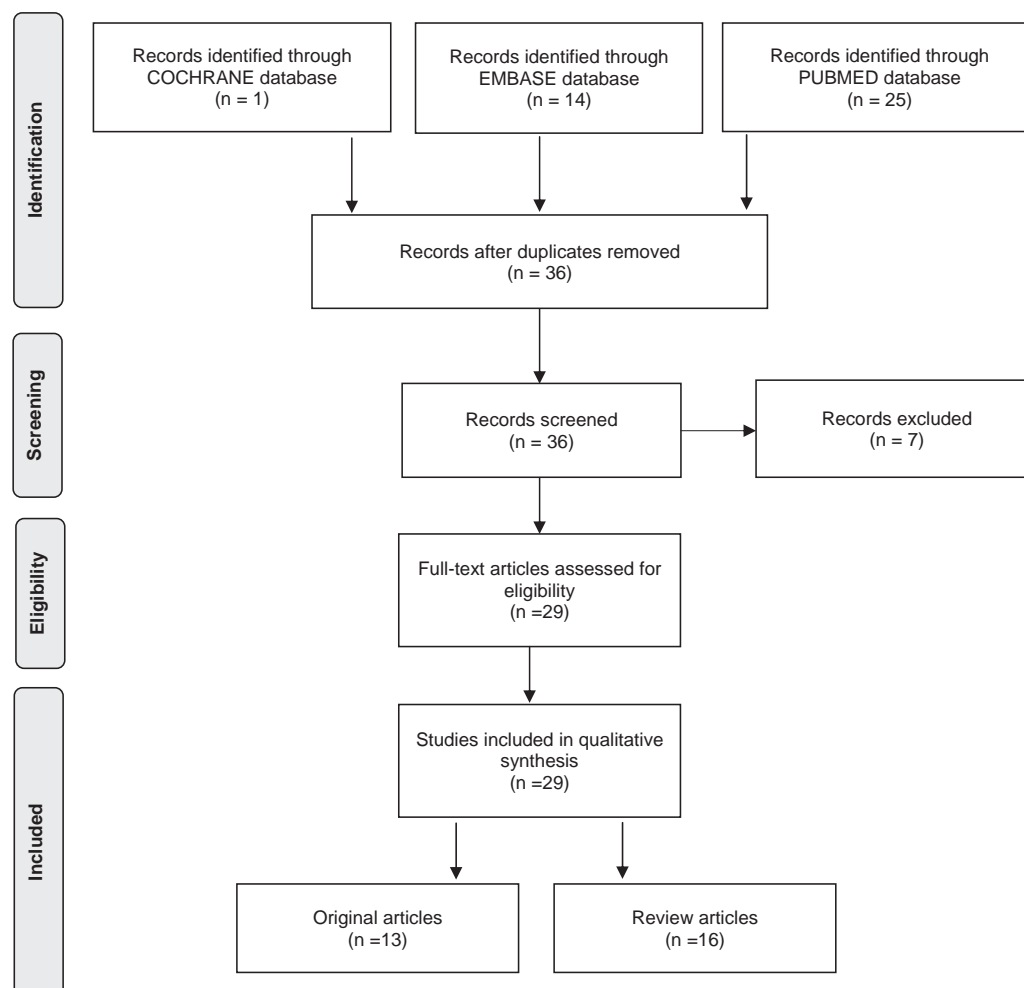 Identification
Records identified through
COCHRANE database
(n = 1)
Records identified through
EMBASE database
(n = 14)
Records identified through
PUBMED database
(n = 25)
Records after duplicates removed
(n = 36)
Screening
Records screened
(n = 36)
Records excluded
(n = 7)
Eligibility
Full-text articles assessed for
eligibility
(n =29)
Included
Studies included in qualitative
synthesis
(n =29)
Original articles
(n =13)
Review articles
(n =16)